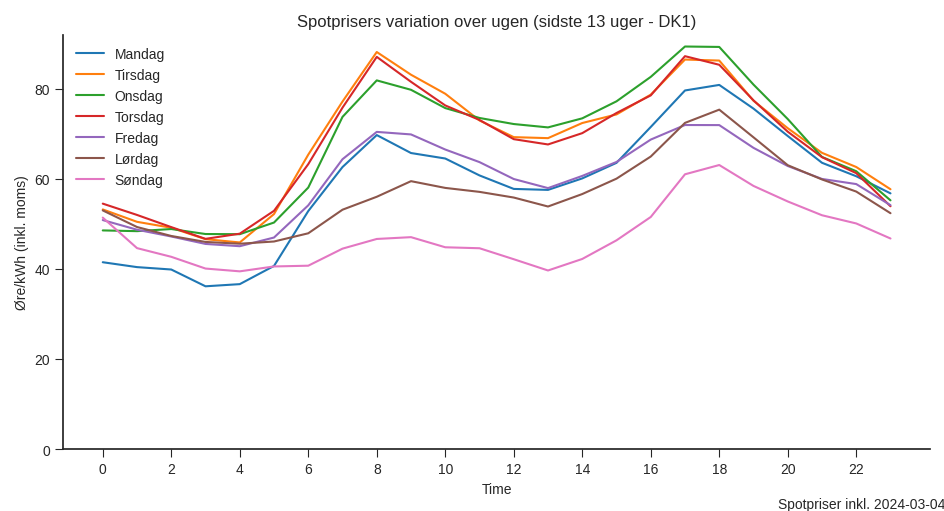 Spotprisers variation over ugen (sidste 13 uger - DK1)
Mandag
Tirsdag
Onsdag
Torsdag
Fredag
Lørdag
Søndag
Øre/kWh (inkl. moms)
80
60
40
20
0
0 2 4 6 8 10 12 14 16 18 20 22
Time
Spotpriser inkl. 2024-03-04